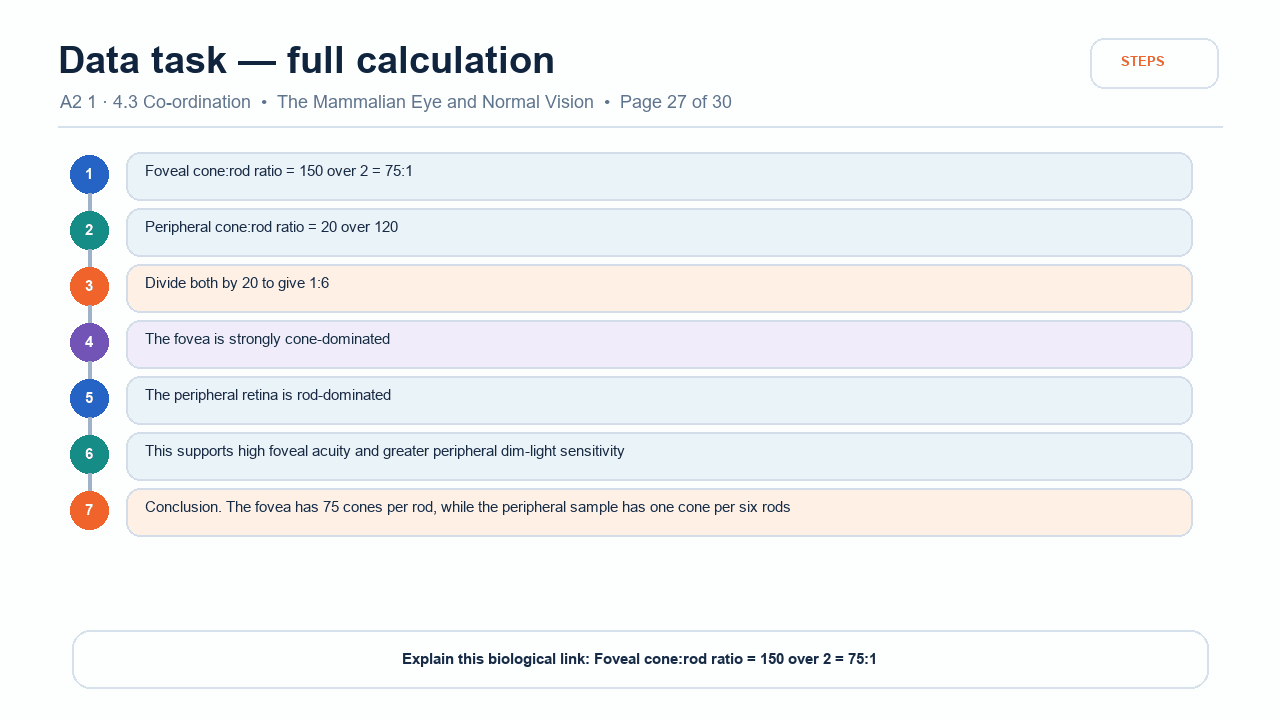 Data task — full calculation
STEPS
A2 1 · 4.3 Co-ordination • The Mammalian Eye and Normal Vision • Page 27 of 30
1 Foveal cone:rod ratio = 150 over 2 = 75:1
2 Peripheral cone:rod ratio = 20 over 120
3 Divide both by 20 to give 1:6
4 The fovea is strongly cone-dominated
5 The peripheral retina is rod-dominated
6 This supports high foveal acuity and greater peripheral dim-light sensitivity
7 Conclusion. The fovea has 75 cones per rod, while the peripheral sample has one cone per six rods
Explain this biological link: Foveal cone:rod ratio = 150 over 2 = 75:1